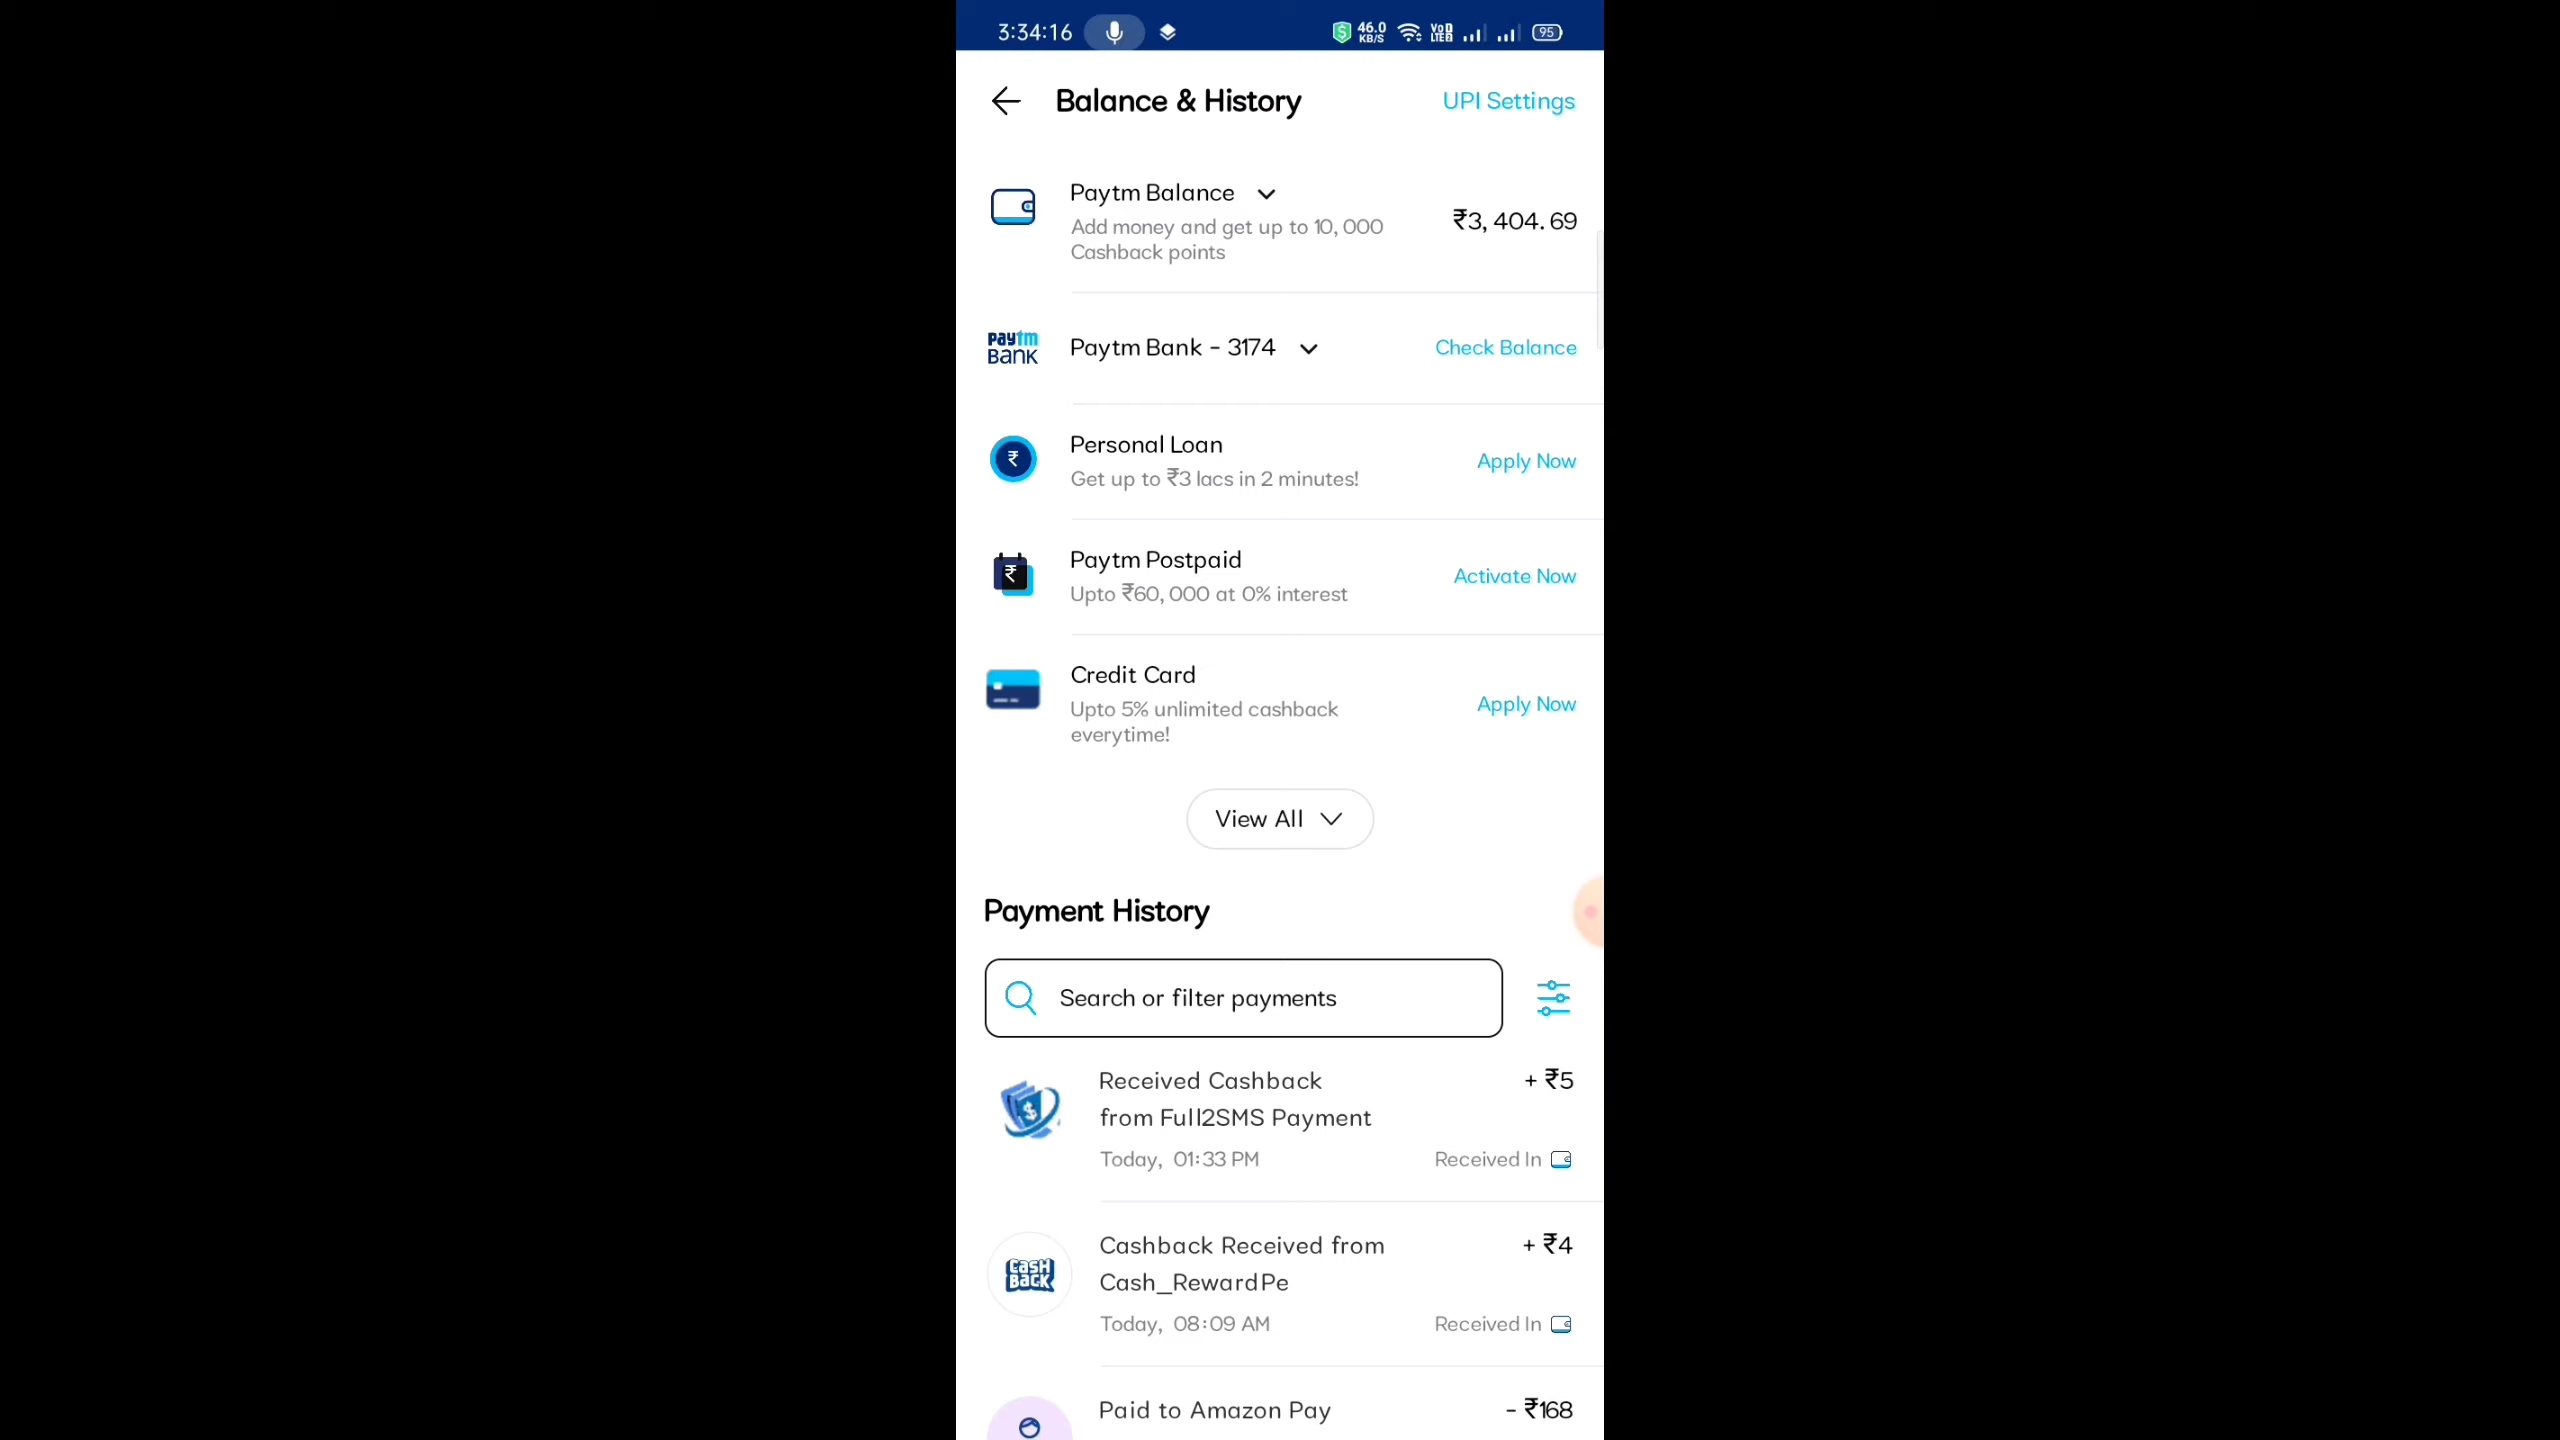 3:34:16
46.0
KB/S
VoD
LTE2
95
Balance & History
UPI Settings
Paytm Balance
₹3, 404. 69
Add money and get up to 10, 000
Cashback points
paytm
BANK
Paytm Bank - 3174
Check Balance
Personal Loan
Get up to ₹3 lacs in 2 minutes!
Apply Now
Paytm Postpaid
Upto ₹60, 000 at 0% interest
Activate Now
Credit Card
Upto 5% unlimited cashback
everytime!
Apply Now
View All
Payment History
Search or filter payments
Received Cashback
from Full2SMS Payment
+ ₹5
Today, 01:33 PM
Received In
CASH
BACK
Cashback Received from
Cash_RewardPe
+ ₹4
Today, 08:09 AM
Received In
Paid to Amazon Pay
- ₹168